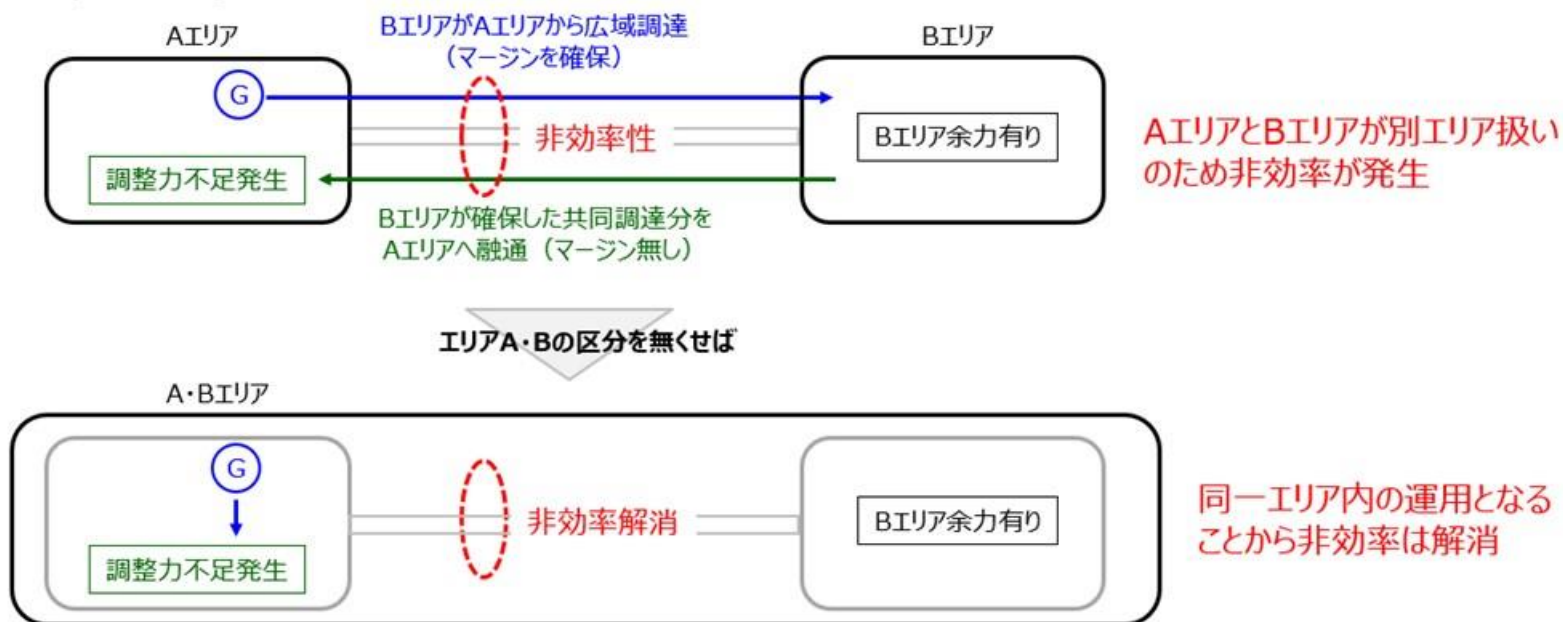 Aエリア
BエリアがAエリアから広域調達
（マージンを確保）
Bエリア
G
非効率性
Bエリア余力有り
調整力不足発生
Bエリアが確保した共同調達分を
Aエリアへ融通（マージン無し）
AエリアとBエリアが別エリア扱い
のため非効率が発生
エリアA・Bの区分を無くせば
A・Bエリア
G
非効率解消
Bエリア余力有り
調整力不足発生
同一エリア内の運用となる
ことから非効率は解消